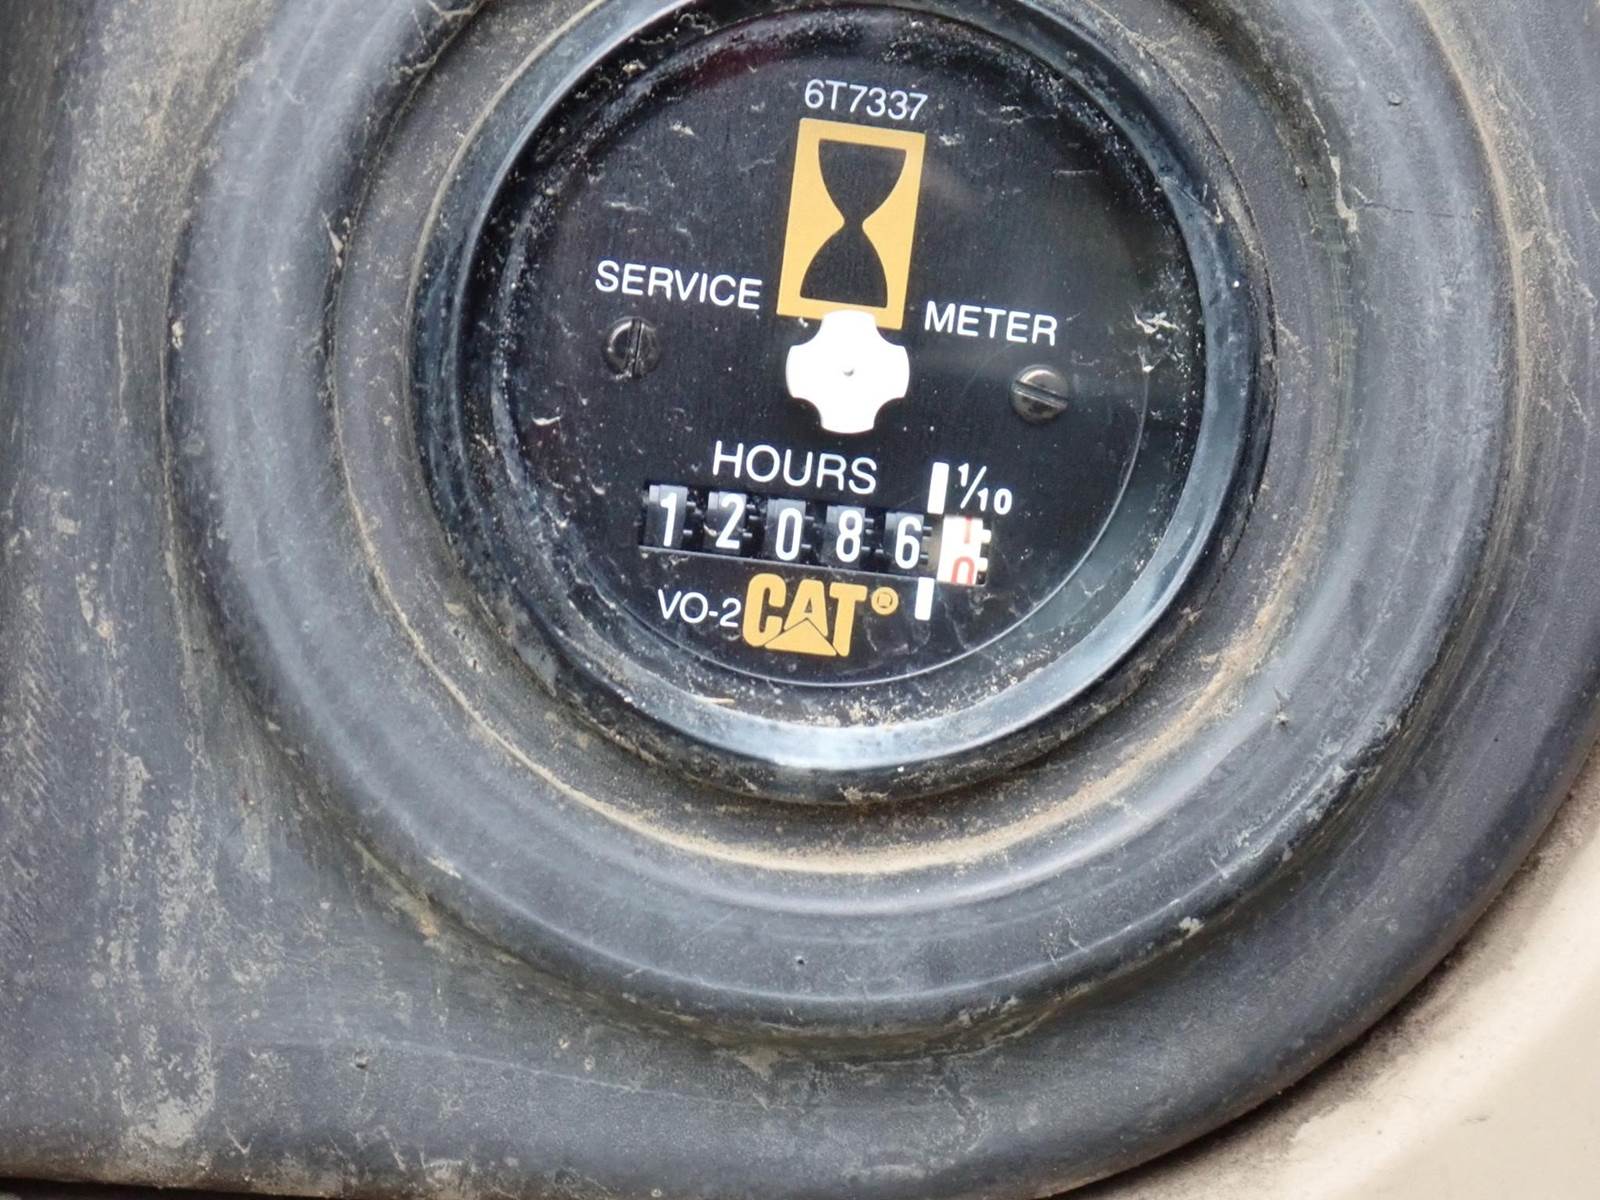 6T7337
SERVICE METER
HOURS 1/10
12086
VO-2 CAT®